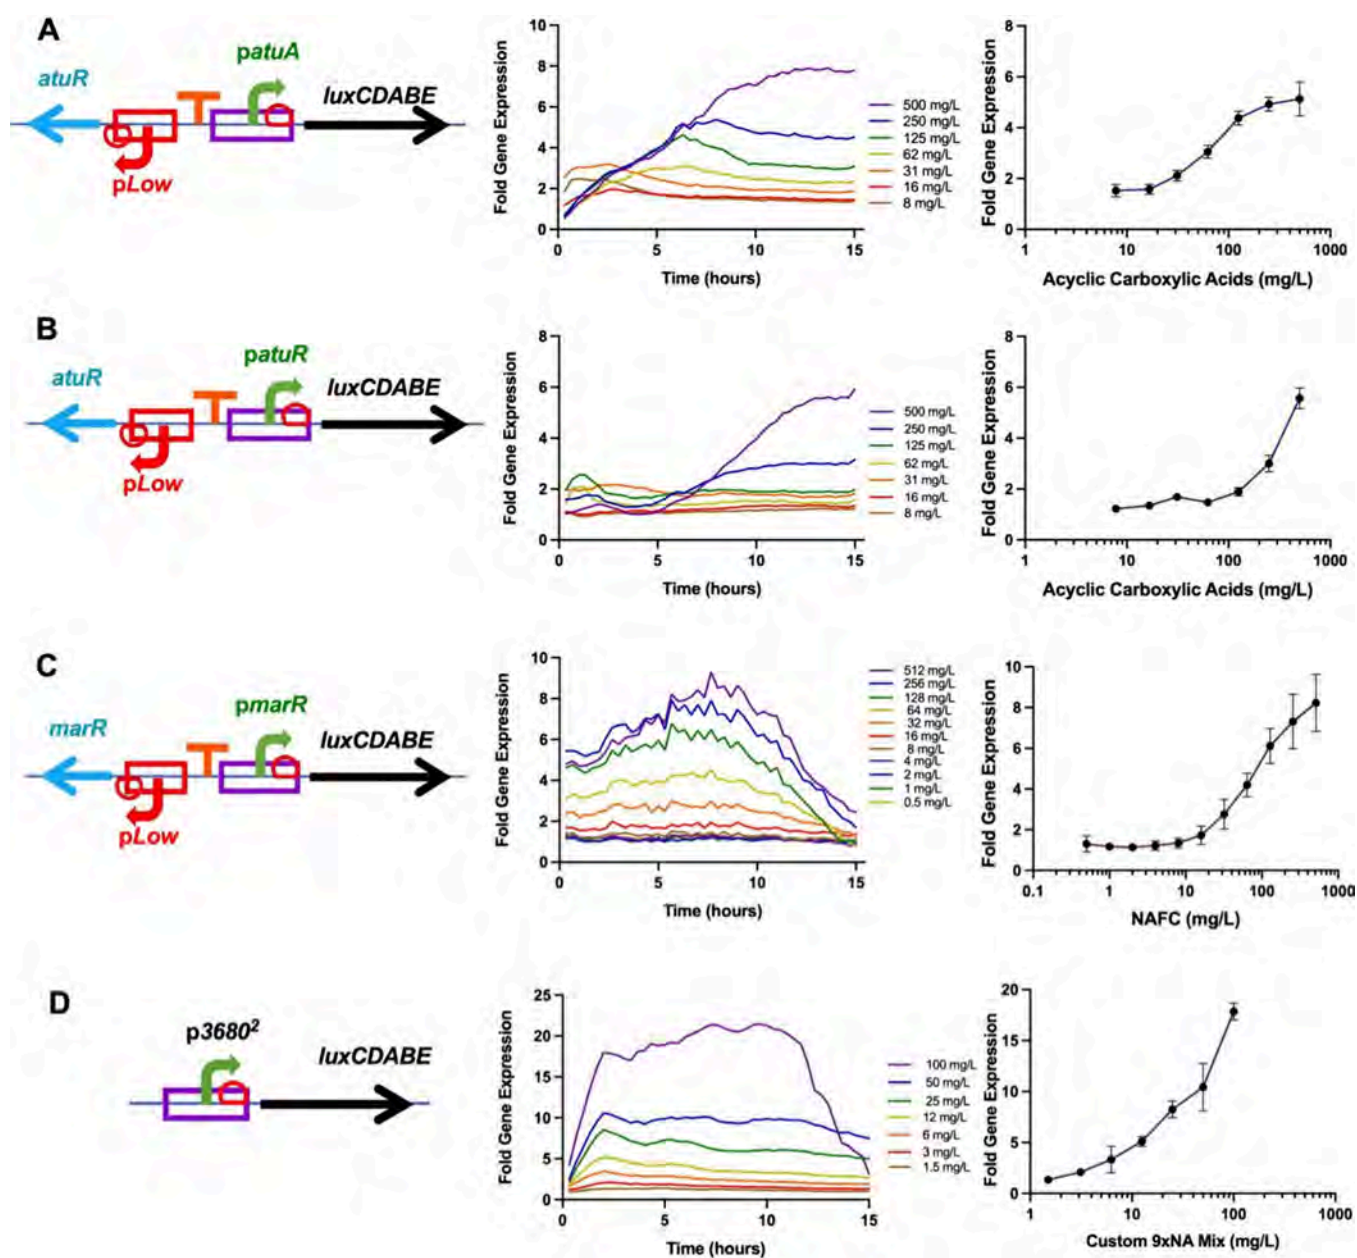 A
atuR
pLow
patuA
luxCDABE
Fold Gene Expression
10
8
6
4
2
0
0 5 10 15
Time (hours)
500 mg/L
250 mg/L
125 mg/L
62 mg/L
31 mg/L
16 mg/L
8 mg/L
Fold Gene Expression
8
6
4
2
0
1 10 100 1000
Acyclic Carboxylic Acids (mg/L)
B
atuR
pLow
patuR
luxCDABE
Fold Gene Expression
8
6
4
2
0
0 5 10 15
Time (hours)
500 mg/L
250 mg/L
125 mg/L
62 mg/L
31 mg/L
16 mg/L
8 mg/L
Fold Gene Expression
8
6
4
2
0
1 10 100 1000
Acyclic Carboxylic Acids (mg/L)
C
marR
pLow
pmarR
luxCDABE
Fold Gene Expression
10
8
6
4
2
0
0 5 10 15
Time (hours)
512 mg/L
256 mg/L
128 mg/L
64 mg/L
32 mg/L
16 mg/L
8 mg/L
4 mg/L
2 mg/L
1 mg/L
0.5 mg/L
Fold Gene Expression
10
8
6
4
2
0
0.1 1 10 100 1000
NAFC (mg/L)
D
p3680²
luxCDABE
Fold Gene Expression
25
20
15
10
5
0
0 5 10 15
Time (hours)
100 mg/L
50 mg/L
25 mg/L
12 mg/L
6 mg/L
3 mg/L
1.5 mg/L
Fold Gene Expression
20
15
10
5
0
1 10 100 1000
Custom 9xNA Mix (mg/L)